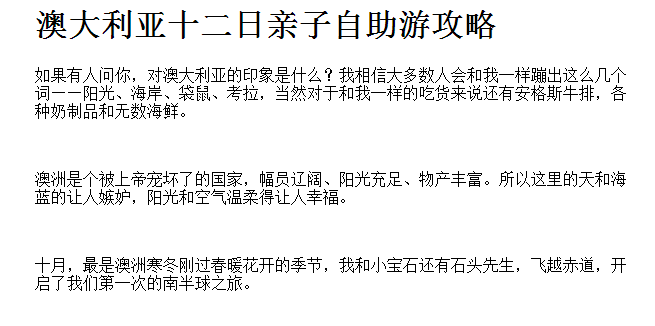 澳大利亚十二日亲子自助游攻略
如果有人问你，对澳大利亚的印象是什么？我相信大多数人会和我一样蹦出这么几个
词——阳光、海岸、袋鼠、考拉，当然对于和我一样的吃货来说还有安格斯牛排，各
种奶制品和无数海鲜。
澳洲是个被上帝宠坏了的国家，幅员辽阔、阳光充足、物产丰富。所以这里的天和海
蓝的让人嫉妒，阳光和空气温柔得让人幸福。
十月，最是澳洲寒冬刚过春暖花开的季节，我和小宝石还有石头先生，飞越赤道，开
启了我们第一次的南半球之旅。